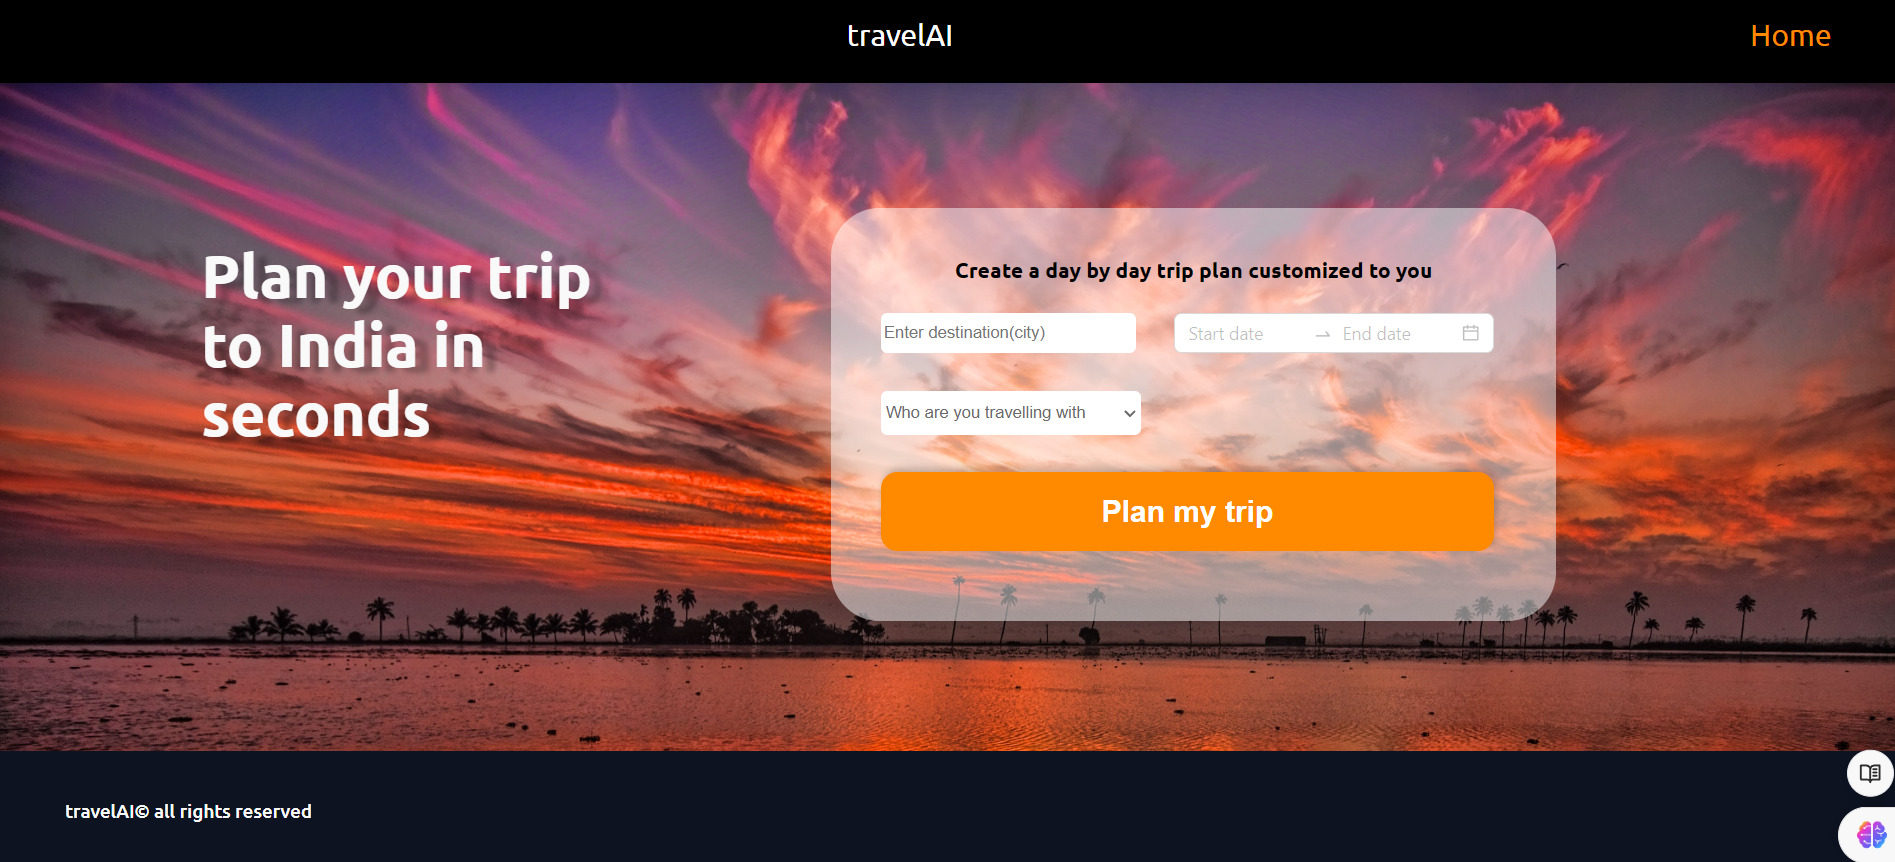 travelAI
Home
Plan your trip
to India in
seconds
Create a day by day trip plan customized to you
Enter destination(city)
Start date → End date
Who are you travelling with
Plan my trip
travelAI© all rights reserved